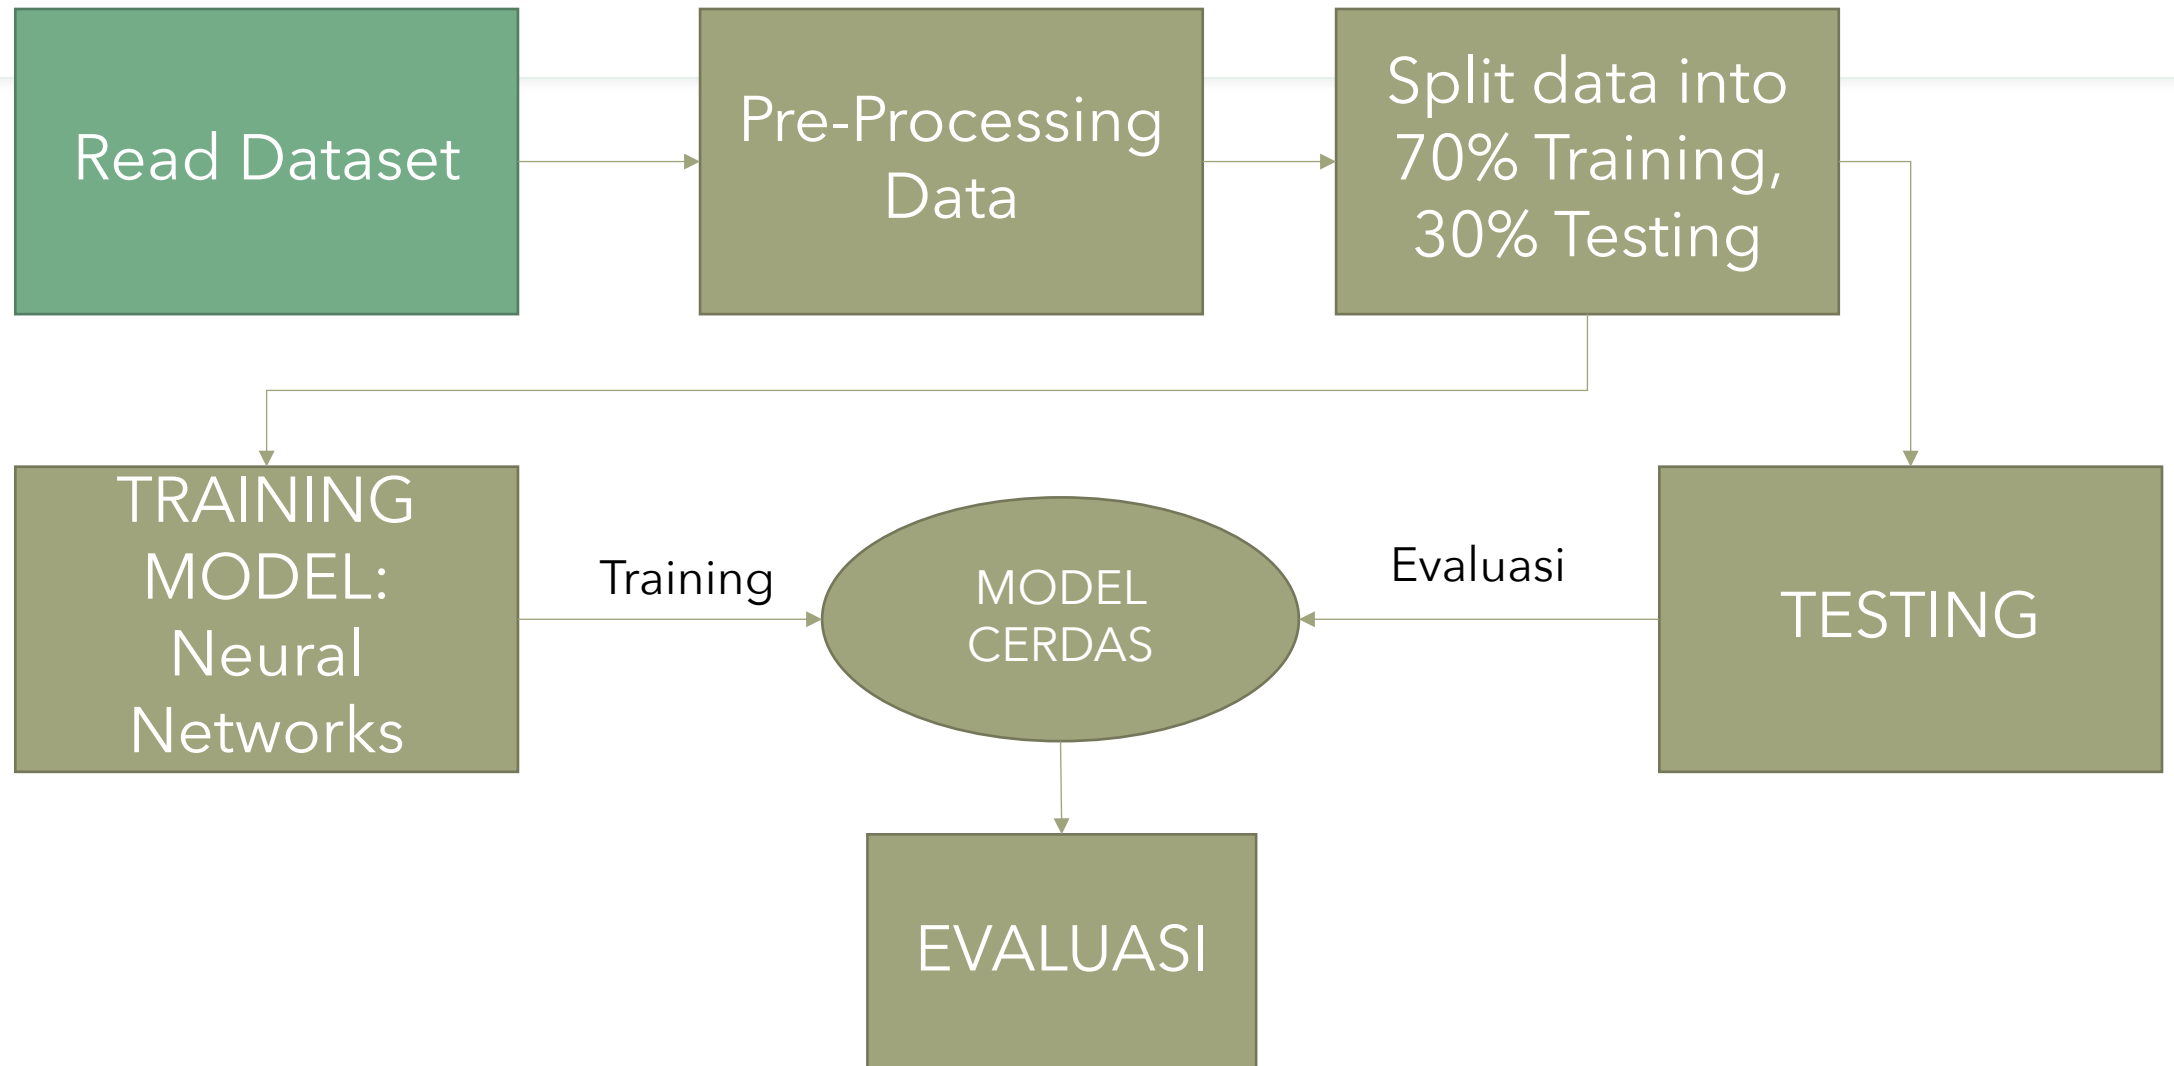 Read Dataset
Pre-Processing
Data
Split data into
70% Training,
30% Testing
TRAINING
MODEL:
Neural
Networks
Training
MODEL
CERDAS
Evaluasi
TESTING
EVALUASI